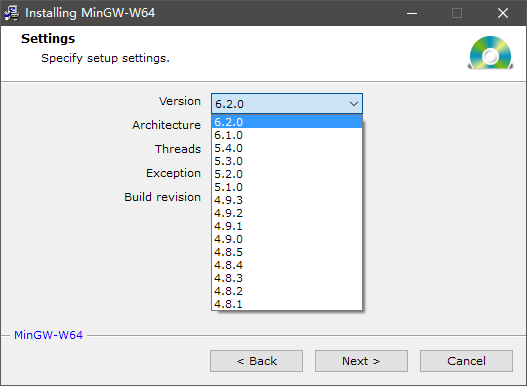 Installing MinGW-W64
Settings
Specify setup settings.
Version 6.2.0
6.2.0
Architecture
6.1.0
Threads
5.4.0
5.3.0
Exception
5.2.0
5.1.0
Build revision
4.9.3
4.9.2
4.9.1
4.9.0
4.8.5
4.8.4
4.8.3
4.8.2
4.8.1
MinGW-W64
< Back Next > Cancel